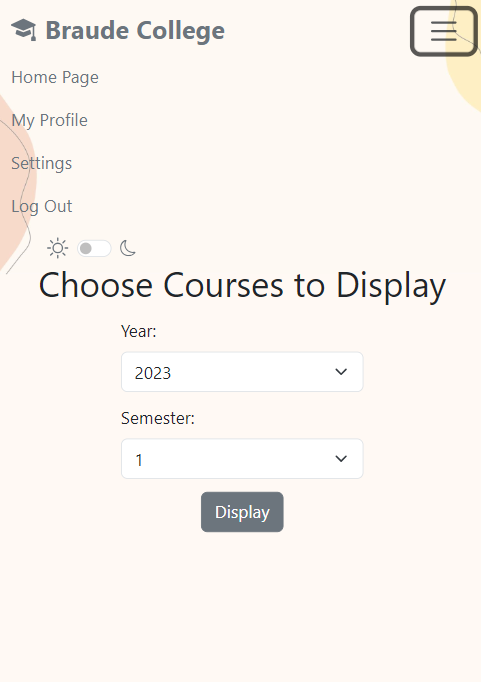 Braude College
Home Page
My Profile
Settings
Log Out
Choose Courses to Display
Year:
2023
Semester:
1
Display